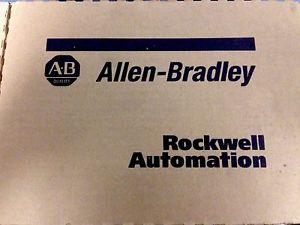 A·B
QUALITY
Allen-Bradley
Rockwell
Automation